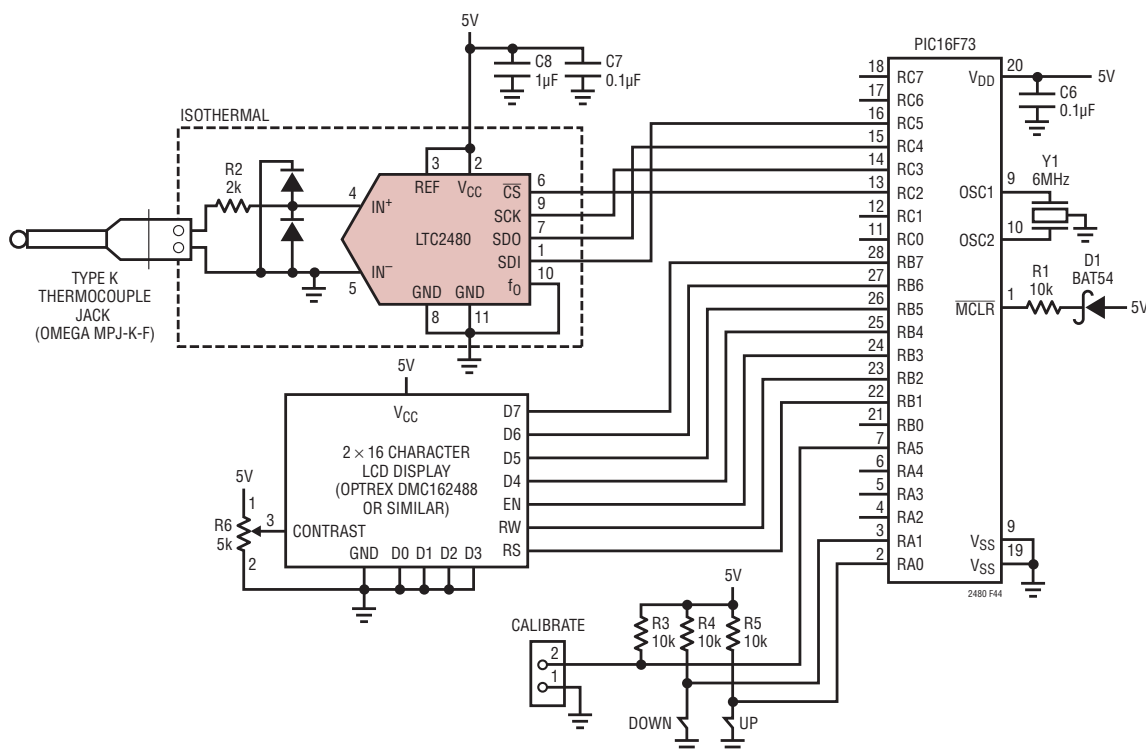 5V
C8
1µF
C7
0.1µF
ISOTHERMAL
R2
2k
4
IN+
IN–
5
3
REF
2
VCC
LTC2480
GND
GND
8
11
CS
6
SCK
9
SDO
7
SDI
1
fO
10
TYPE K
THERMOCOUPLE
JACK
(OMEGA MPJ-K-F)
PIC16F73
18 RC7
17 RC6
16 RC5
15 RC4
14 RC3
13 RC2
12 RC1
11 RC0
28 RB7
27 RB6
26 RB5
25 RB4
24 RB3
23 RB2
22 RB1
21 RB0
7 RA5
6 RA4
5 RA3
4 RA2
3 RA1
2 RA0
VDD 20
5V
C6
0.1µF
Y1
6MHz
OSC1 9
OSC2 10
D1
BAT54
R1
10k
MCLR 1
5V
VSS 9
VSS 19
2480 F44
5V
VCC
2 × 16 CHARACTER
LCD DISPLAY
(OPTREX DMC162488
OR SIMILAR)
D7
D6
D5
D4
EN
RW
RS
CONTRAST
GND D0 D1 D2 D3
5V
R6
5k
1
3
2
CALIBRATE
2
1
5V
R3
10k
R4
10k
R5
10k
DOWN
UP